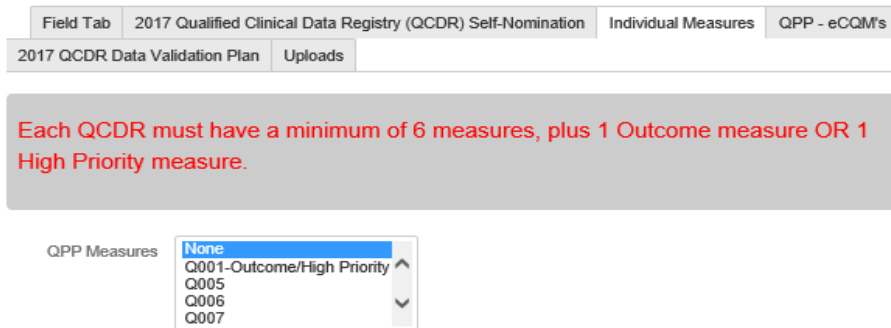 Field Tab 2017 Qualified Clinical Data Registry (QCDR) Self-Nomination Individual Measures QPP - eCQM's
2017 QCDR Data Validation Plan Uploads
Each QCDR must have a minimum of 6 measures, plus 1 Outcome measure OR 1
High Priority measure.
QPP Measures None
Q001-Outcome/High Priority
Q005
Q006
Q007